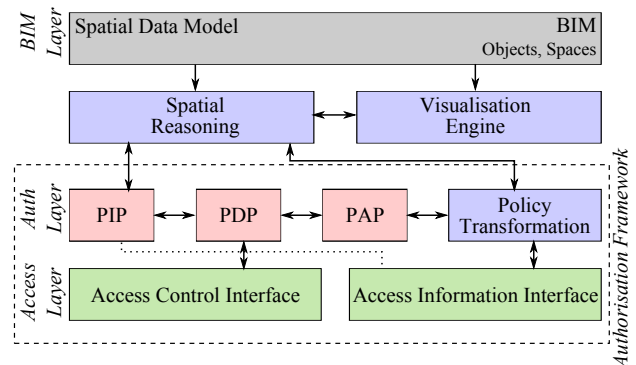 BIM
Layer
Spatial Data Model
BIM
Objects, Spaces
Spatial
Reasoning
Visualisation
Engine
Auth
Layer
PIP
PDP
PAP
Policy
Transformation
Access
Layer
Access Control Interface
Access Information Interface
Authorisation Framework